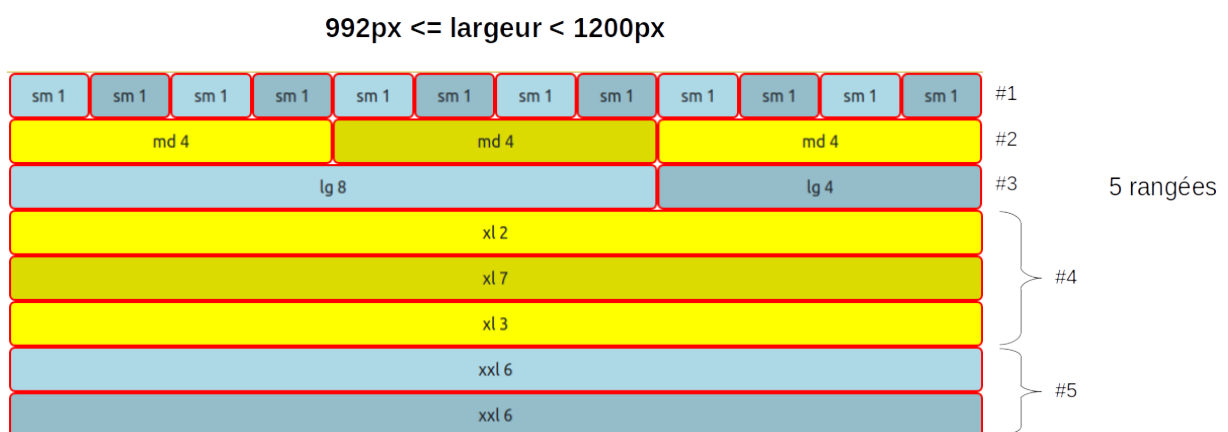 992px <= largeur < 1200px
sm 1 sm 1 sm 1 sm 1 sm 1 sm 1 sm 1 sm 1 sm 1 sm 1 sm 1 sm 1 #1
md 4 md 4 md 4 #2
lg 8 lg 4 #3 5 rangées
xl 2
xl 7 #4
xl 3
xxl 6
#5
xxl 6